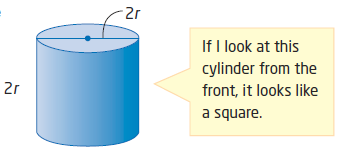 2r
2r
If I look at this
cylinder from the
front, it looks like
a square.